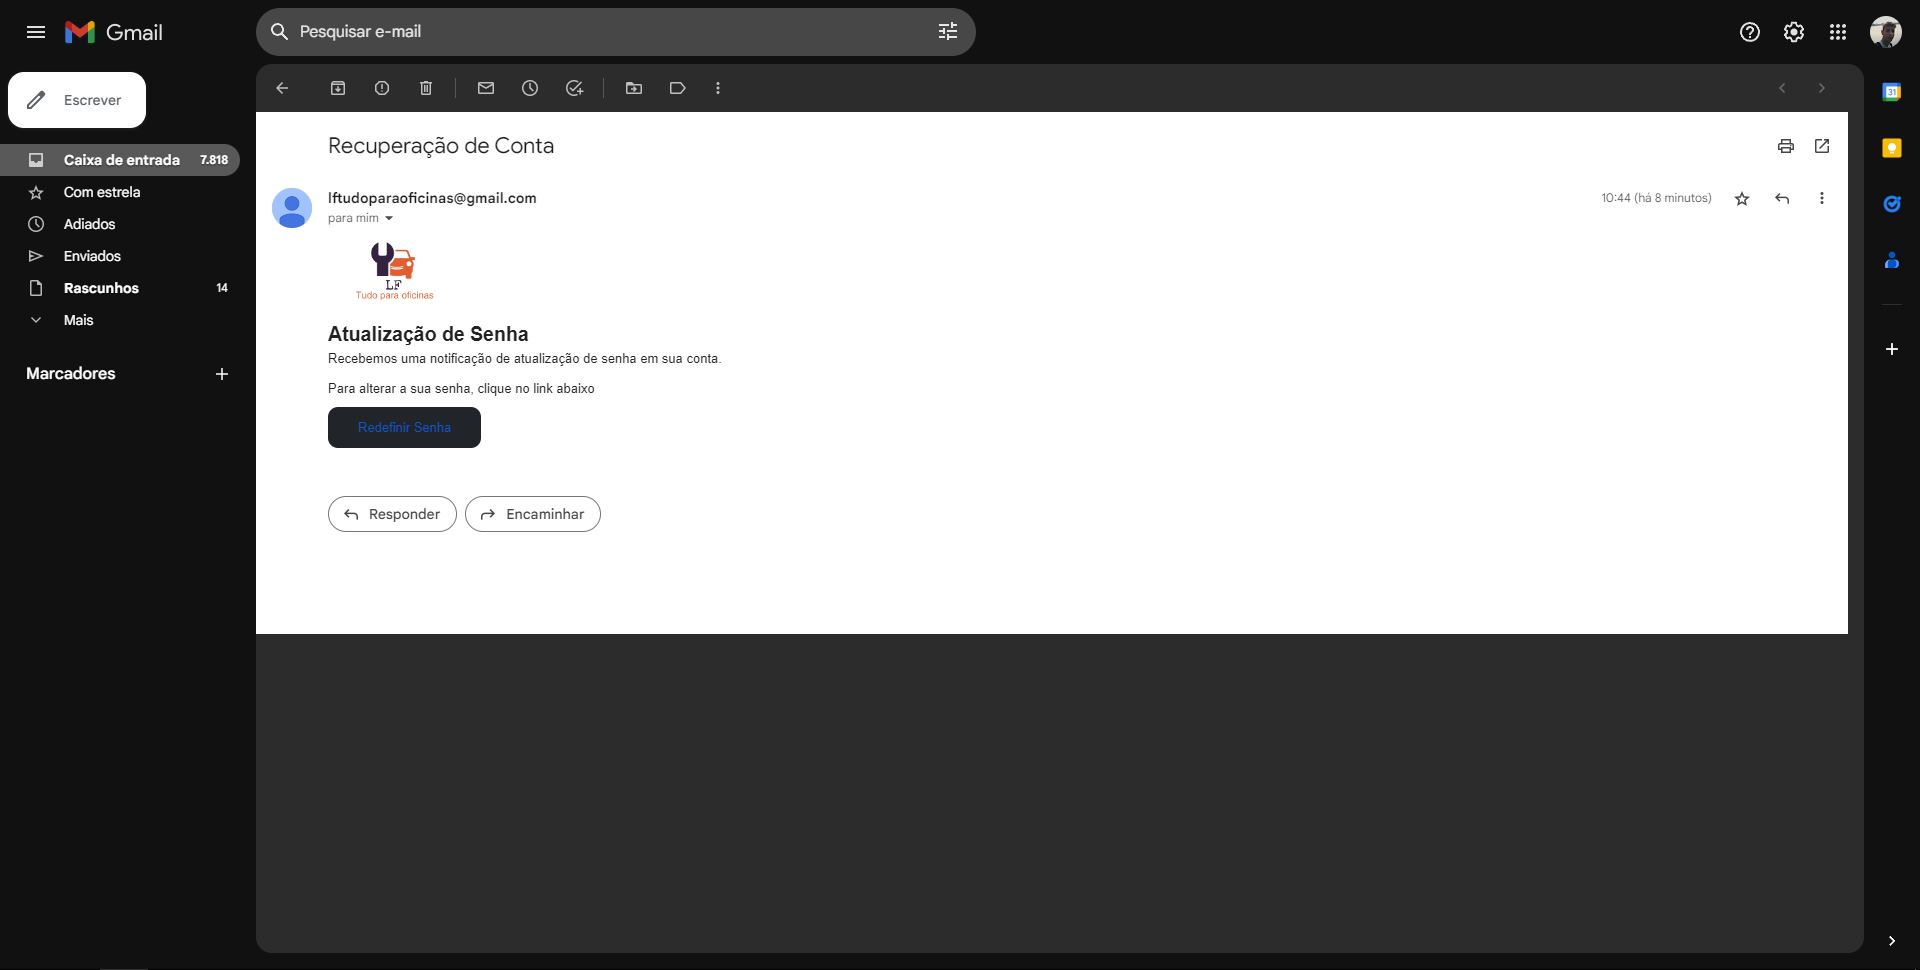 Gmail
Pesquisar e-mail
Escrever
Caixa de entrada 7.818
Com estrela
Adiados
Enviados
Rascunhos 14
Mais
Marcadores
Recuperação de Conta
lftudoparaoficinas@gmail.com
10:44 (há 8 minutos)
para mim
LF
Tudo para oficinas
Atualização de Senha
Recebemos uma notificação de atualização de senha em sua conta.
Para alterar a sua senha, clique no link abaixo
Redefinir Senha
Responder
Encaminhar
31